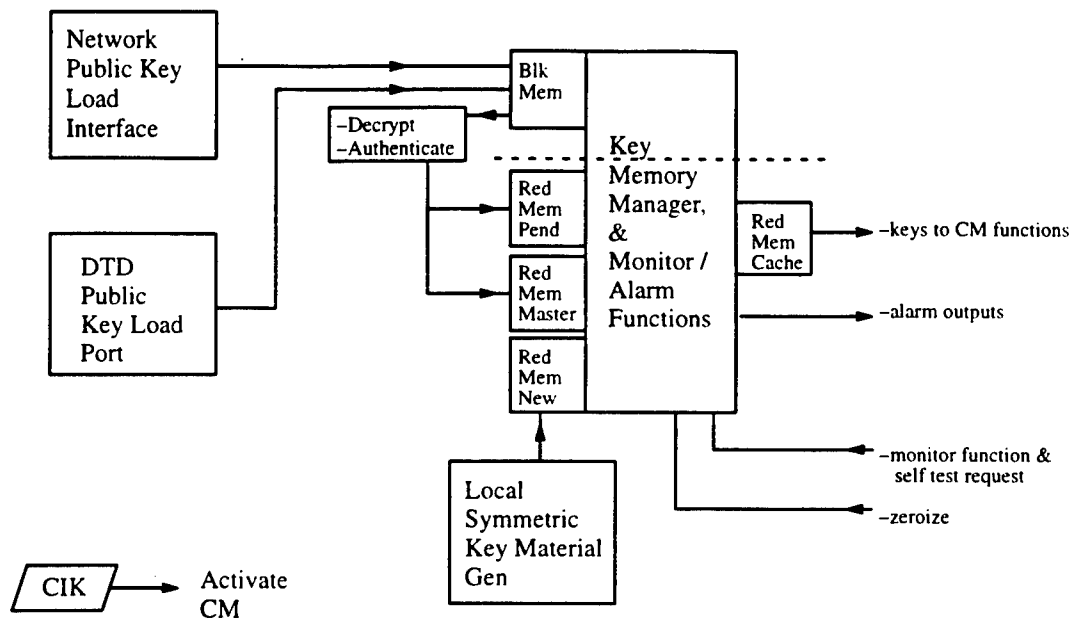 Network
Public Key
Load
Interface
Blk
Mem
–Decrypt
–Authenticate
Key
Memory
Manager,
&
Monitor /
Alarm
Functions
Red
Mem
Pend
Red
Mem
Cache
–keys to CM functions
DTD
Public
Key Load
Port
Red
Mem
Master
–alarm outputs
Red
Mem
New
–monitor function &
self test request
Local
Symmetric
Key Material
Gen
–zeroize
CIK
Activate
CM